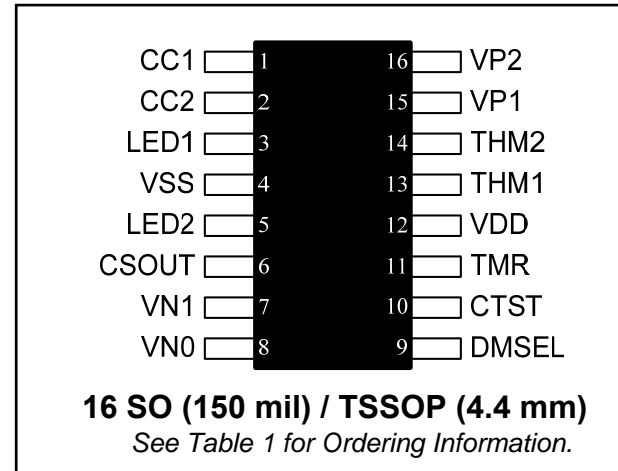 CC1 1 16 VP2
CC2 2 15 VP1
LED1 3 14 THM2
VSS 4 13 THM1
LED2 5 12 VDD
CSOUT 6 11 TMR
VN1 7 10 CTST
VN0 8 9 DMSEL
16 SO (150 mil) / TSSOP (4.4 mm)
See Table 1 for Ordering Information.